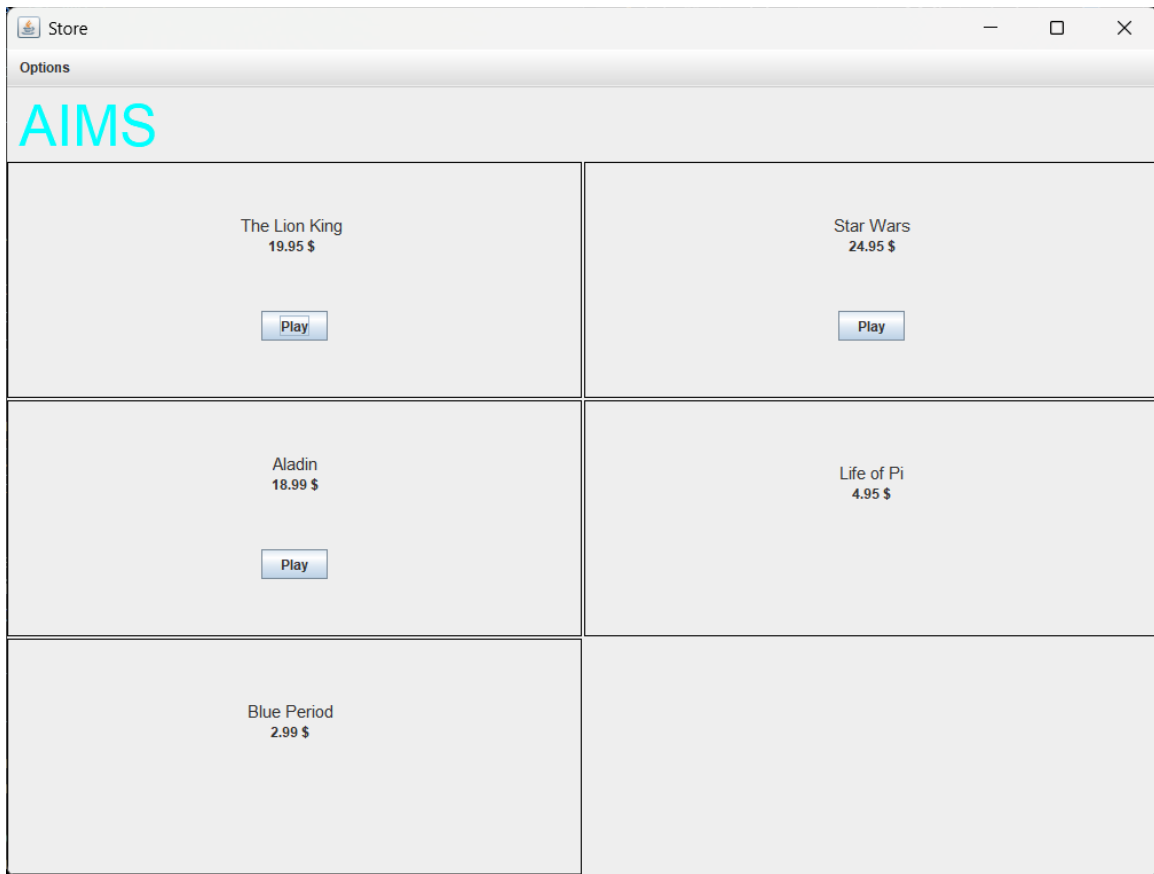 Store
Options
AIMS
The Lion King
19.95 $
Play
Star Wars
24.95 $
Play
Aladin
18.99 $
Play
Life of Pi
4.95 $
Blue Period
2.99 $